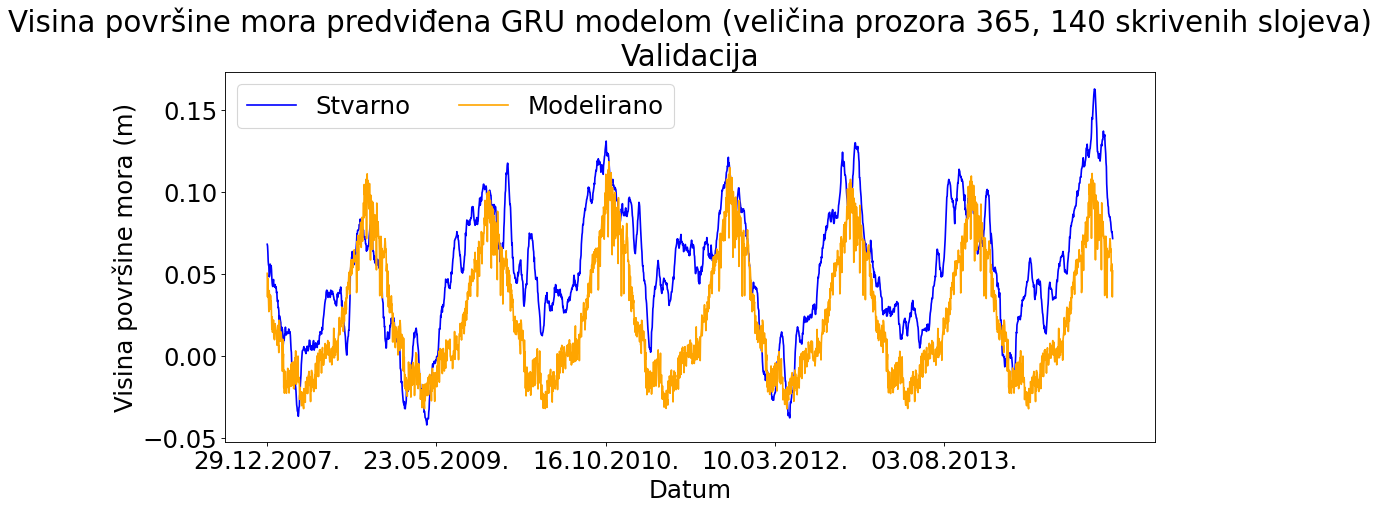 Visina površine mora predviđena GRU modelom (veličina prozora 365, 140 skrivenih slojeva)
Validacija
Stvarno
Modelirano
Visina površine mora (m)
0.15
0.10
0.05
0.00
−0.05
29.12.2007.
23.05.2009.
16.10.2010.
10.03.2012.
03.08.2013.
Datum